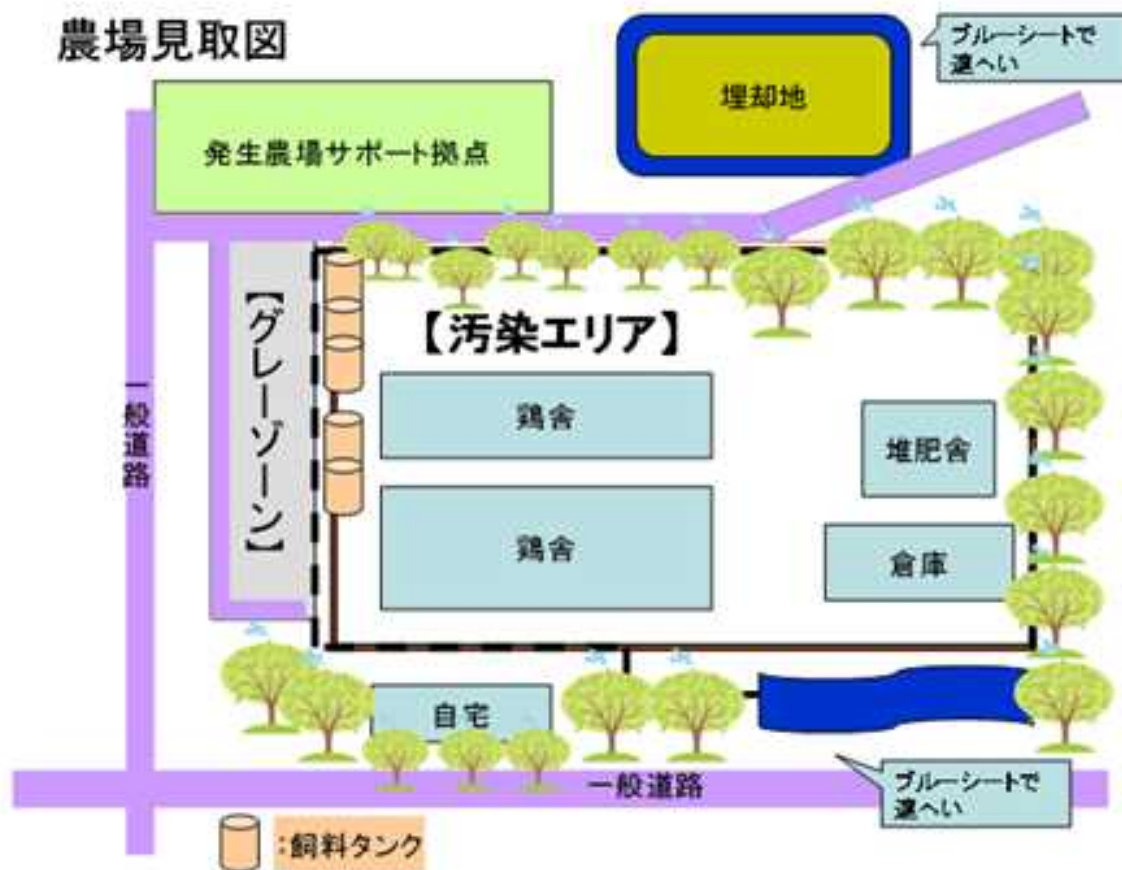 農場見取図
ブルーシートで
遮へい
埋却地
発生農場サポート拠点
【グレーゾーン】
【汚染エリア】
一般道路
鶏舎
堆肥舎
鶏舎
倉庫
自宅
一般道路
ブルーシートで
遮へい
:飼料タンク